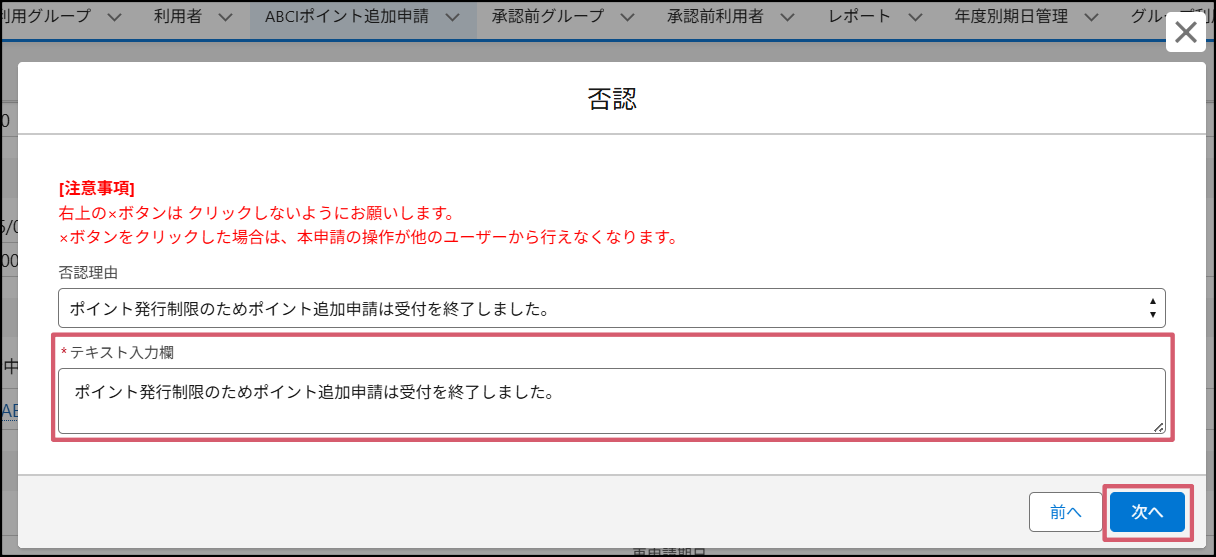 利用グループ 利用者 ABCIポイント追加申請 承認前グループ 承認前利用者 レポート 年度別期日管理
否認
[注意事項]
右上の×ボタンは クリックしないようにお願いします。
×ボタンをクリックした場合は、本申請の操作が他のユーザーから行えなくなります。
否認理由
ポイント発行制限のためポイント追加申請は受付を終了しました。
*テキスト入力欄
ポイント発行制限のためポイント追加申請は受付を終了しました。
前へ 次へ